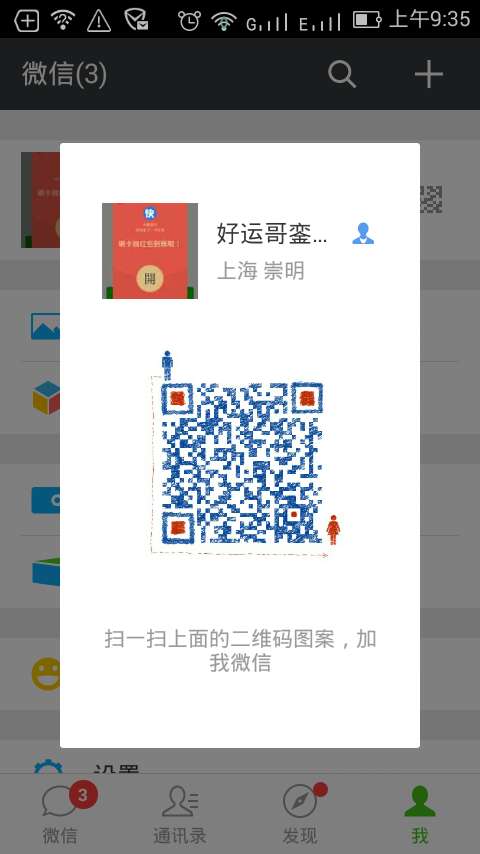 上午9:35
微信(3)
快
開
好运哥銮...
上海 崇明
扫一扫上面的二维码图案，加
我微信
设置
3
微信
通讯录
发现
我